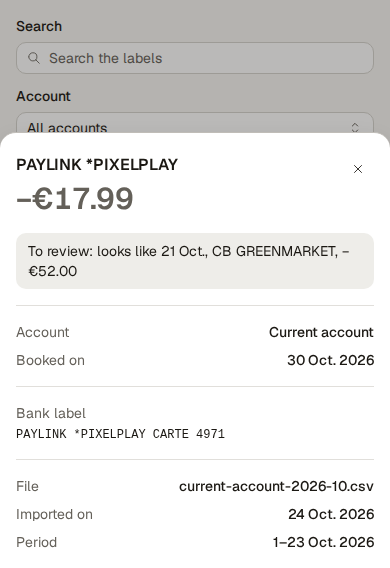 Search
Search the labels
Account
All accounts
PAYLINK *PIXELPLAY
–€17.99
To review: looks like 21 Oct., CB GREENMARKET, –
€52.00
Account Current account
Booked on 30 Oct. 2026
Bank label
PAYLINK *PIXELPLAY CARTE 4971
File current-account-2026-10.csv
Imported on 24 Oct. 2026
Period 1–23 Oct. 2026